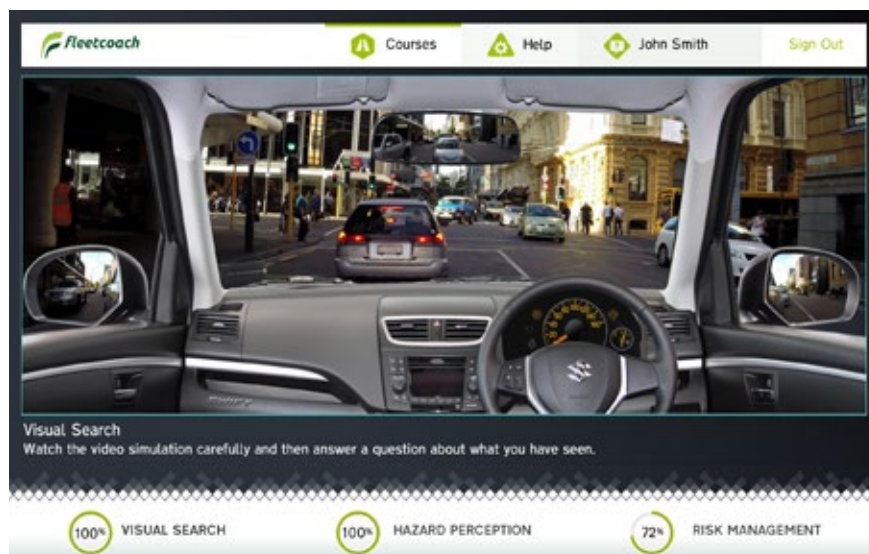 fleetcoach
Courses
Help
John Smith
Sign Out
Visual Search
Watch the video simulation carefully and then answer a question about what you have seen.
100% VISUAL SEARCH
100% HAZARD PERCEPTION
72% RISK MANAGEMENT